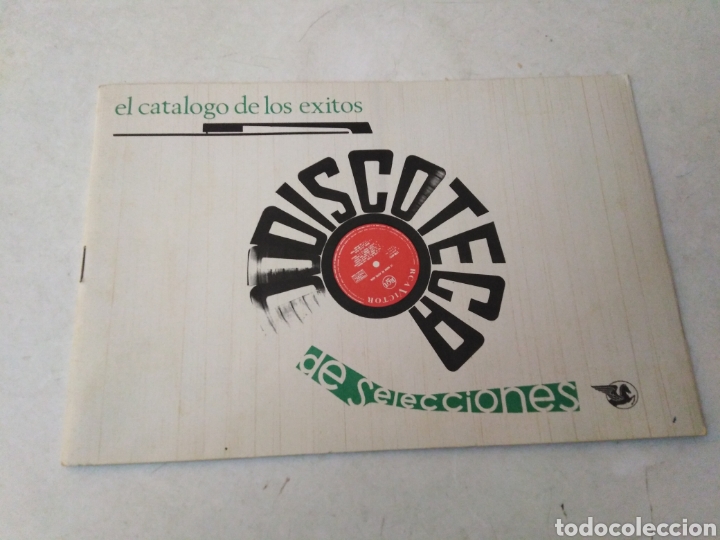 el catalogo de los exitos
DISCOTECA
RCA VICTOR
de selecciones
todocoleccion